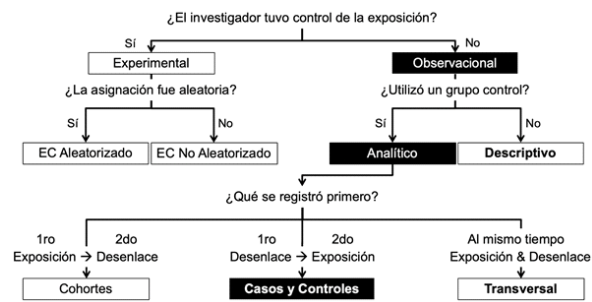 ¿El investigador tuvo control de la exposición?
Sí
No
Experimental
Observacional
¿La asignación fue aleatoria?
¿Utilizó un grupo control?
Sí
No
Sí
No
EC Aleatorizado
EC No Aleatorizado
Analítico
Descriptivo
¿Qué se registró primero?
1ro 2do
Exposición → Desenlace
1ro 2do
Desenlace → Exposición
Al mismo tiempo
Exposición & Desenlace
Cohortes
Casos y Controles
Transversal